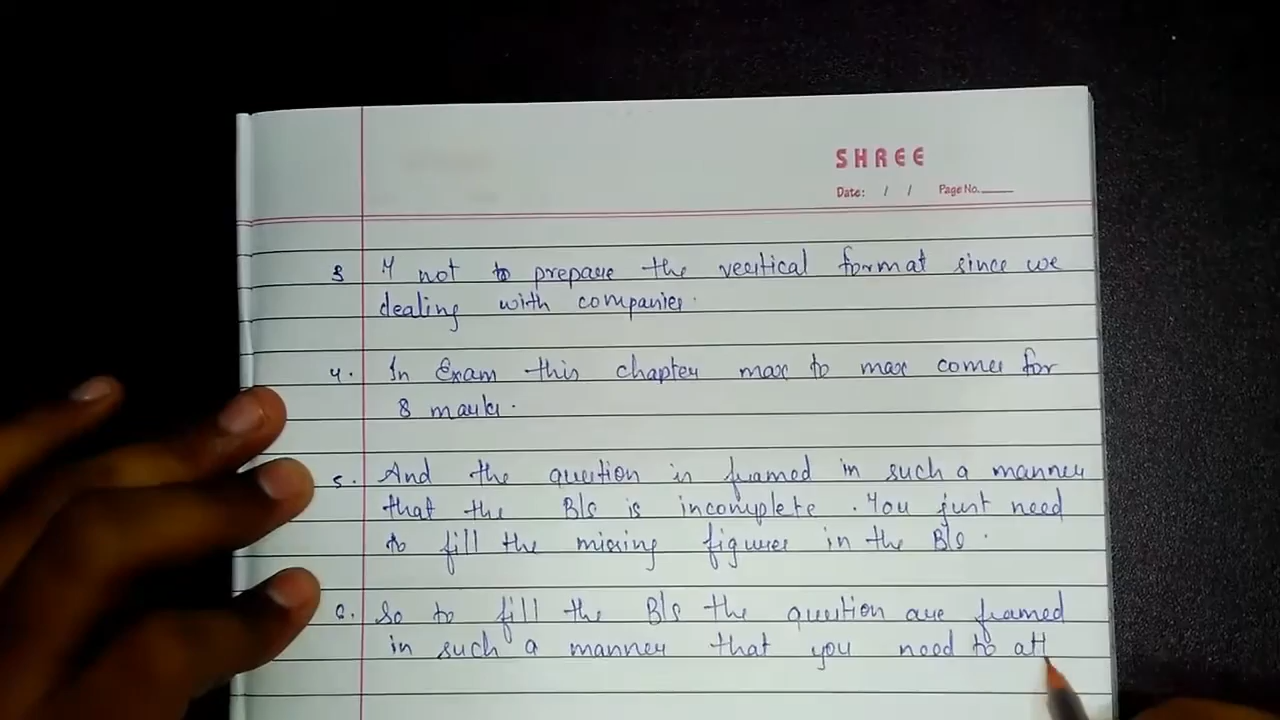 SHREE
Date: / / Page No.
3 not to prepare the vertical format since we
dealing with companies.
4. In Exam this chapter max to max comes for
8 marks.
5. And the question is framed in such a manner
that the B/s is incomplete. You just need
to fill the missing figures in the B/s.
6. So to fill the B/s the question are framed
in such a manner that you need to att